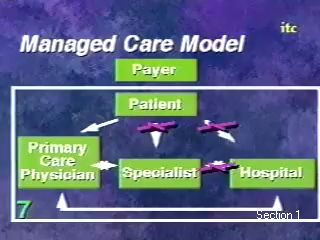 itc
Managed Care Model
Payer
Patient
Primary
Care
Physician
Specialist
Hospital
7
Section 1